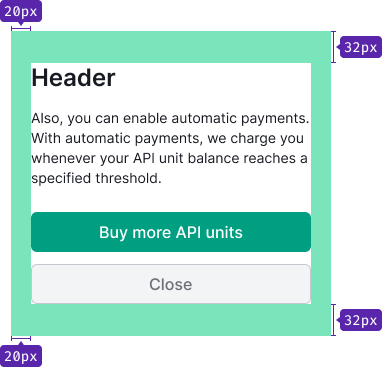 20px
32px
Header
Also, you can enable automatic payments.
With automatic payments, we charge you
whenever your API unit balance reaches a
specified threshold.
Buy more API units
Close
32px
20px